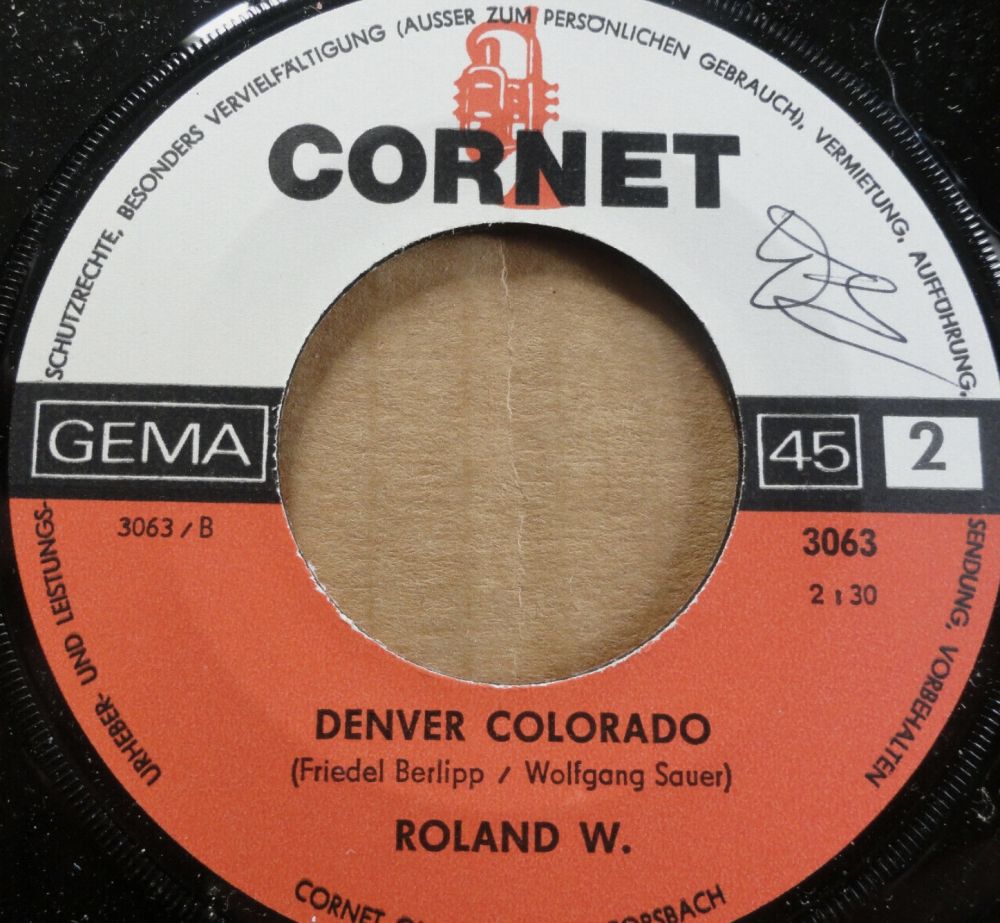 URHEBER- UND LEISTUNGS-
SCHUTZRECHTE, BESONDERS VERVIELFÄLTIGUNG (AUSSER ZUM PERSÖNLICHEN GEBRAUCH), VERMIETUNG, AUFFÜHRUNG,
SENDUNG, VORBEHALTEN
CORNET
GEMA
45
2
3063 / B
3063
2:30
DENVER COLORADO
(Friedel Berlipp / Wolfgang Sauer)
ROLAND W.
CORNET